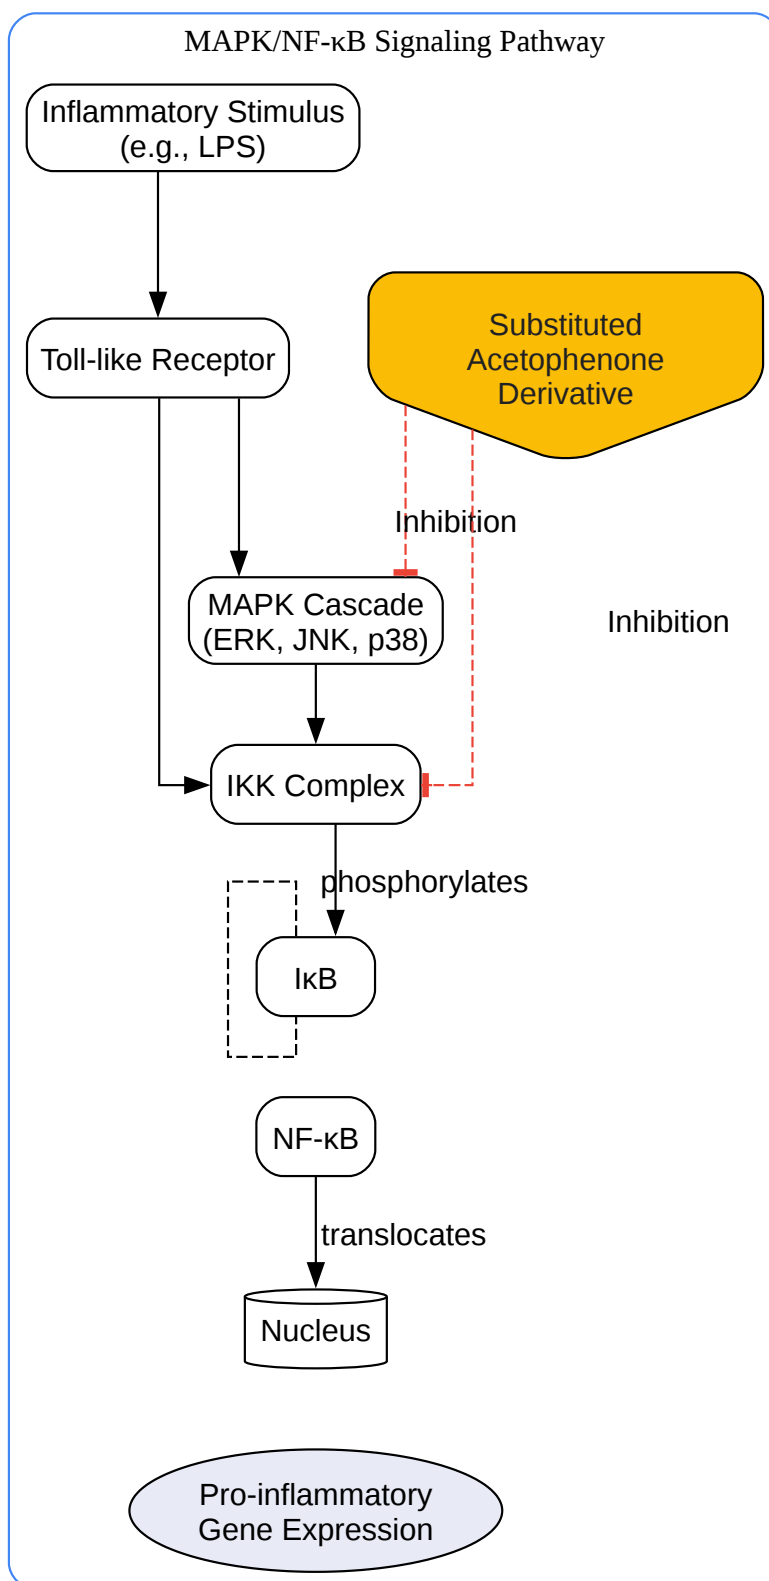 MAPK/NF-κB Signaling Pathway
Inflammatory Stimulus
(e.g., LPS)
Toll-like Receptor
Substituted
Acetophenone
Derivative
Inhibition
MAPK Cascade
(ERK, JNK, p38)
Inhibition
IKK Complex
phosphorylates
IκB
NF-κB
translocates
Nucleus
Pro-inflammatory
Gene Expression